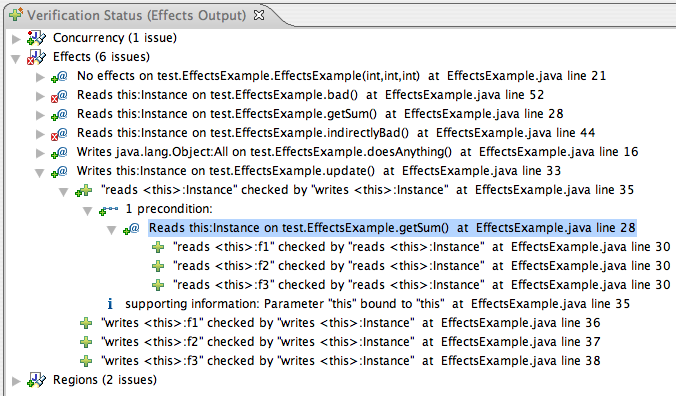 Verification Status (Effects Output)
Concurrency (1 issue)
Effects (6 issues)
No effects on test.EffectsExample.EffectsExample(int,int,int) at EffectsExample.java line 21
Reads this:Instance on test.EffectsExample.bad() at EffectsExample.java line 52
Reads this:Instance on test.EffectsExample.getSum() at EffectsExample.java line 28
Reads this:Instance on test.EffectsExample.indirectlyBad() at EffectsExample.java line 44
Writes java.lang.Object:All on test.EffectsExample.doesAnything() at EffectsExample.java line 16
Writes this:Instance on test.EffectsExample.update() at EffectsExample.java line 33
"reads <this>:Instance" checked by "writes <this>:Instance" at EffectsExample.java line 35
1 precondition:
Reads this:Instance on test.EffectsExample.getSum() at EffectsExample.java line 28
"reads <this>:f1" checked by "reads <this>:Instance" at EffectsExample.java line 30
"reads <this>:f2" checked by "reads <this>:Instance" at EffectsExample.java line 30
"reads <this>:f3" checked by "reads <this>:Instance" at EffectsExample.java line 30
supporting information: Parameter "this" bound to "this" at EffectsExample.java line 35
"writes <this>:f1" checked by "writes <this>:Instance" at EffectsExample.java line 36
"writes <this>:f2" checked by "writes <this>:Instance" at EffectsExample.java line 37
"writes <this>:f3" checked by "writes <this>:Instance" at EffectsExample.java line 38
Regions (2 issues)